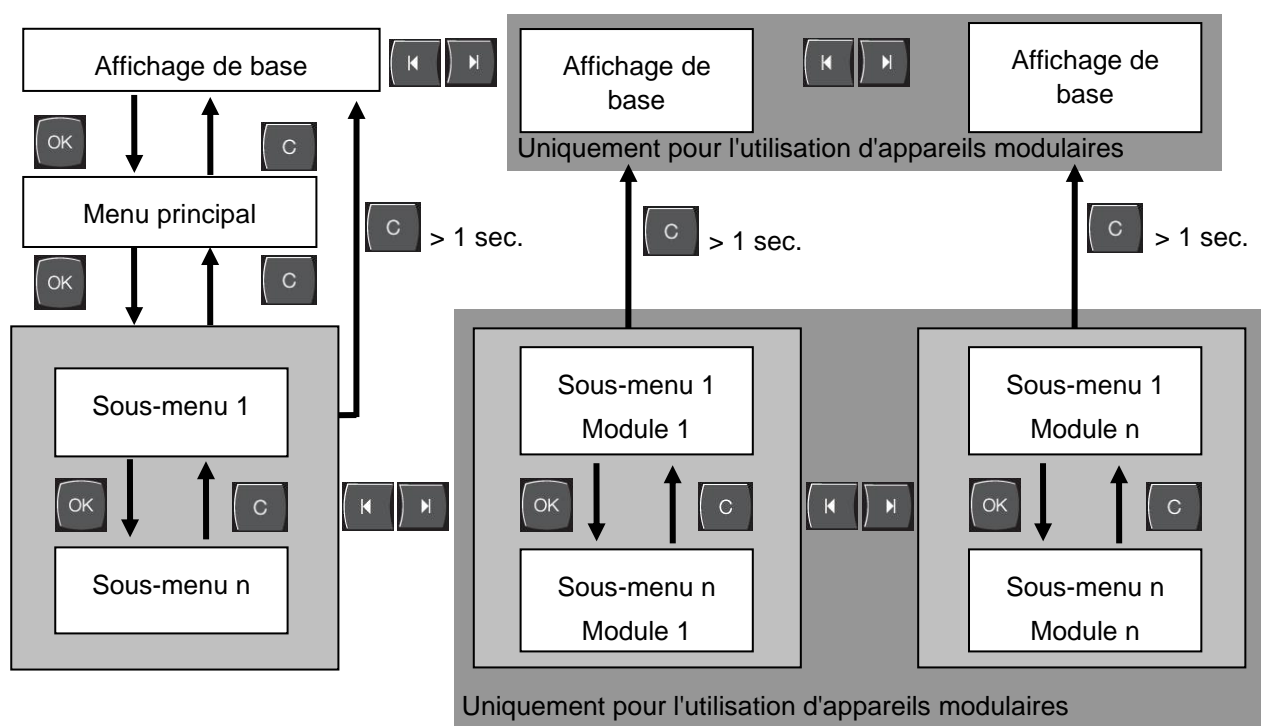 Affichage de base
Affichage de
base
Affichage de
base
Uniquement pour l'utilisation d'appareils modulaires
OK
C
Menu principal
C
> 1 sec.
C
> 1 sec.
C
> 1 sec.
OK
C
Sous-menu 1
Sous-menu 1
Module 1
Sous-menu 1
Module n
OK
C
OK
C
OK
C
Sous-menu n
Sous-menu n
Module 1
Sous-menu n
Module n
Uniquement pour l'utilisation d'appareils modulaires